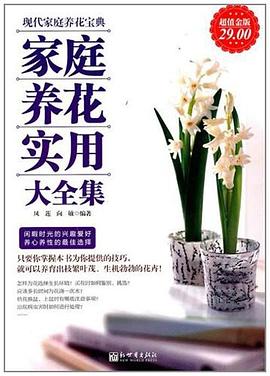 现代家庭养花宝典
超值金版
29.00
家庭
养花
实用
大全集
凤莲 向敏◎编著
闲暇时光的兴趣爱好
养心养性的最佳选择
只要你掌握本书为你提供的技巧，
就可以养育出枝繁叶茂、生机勃勃的花卉！
新世界出版社